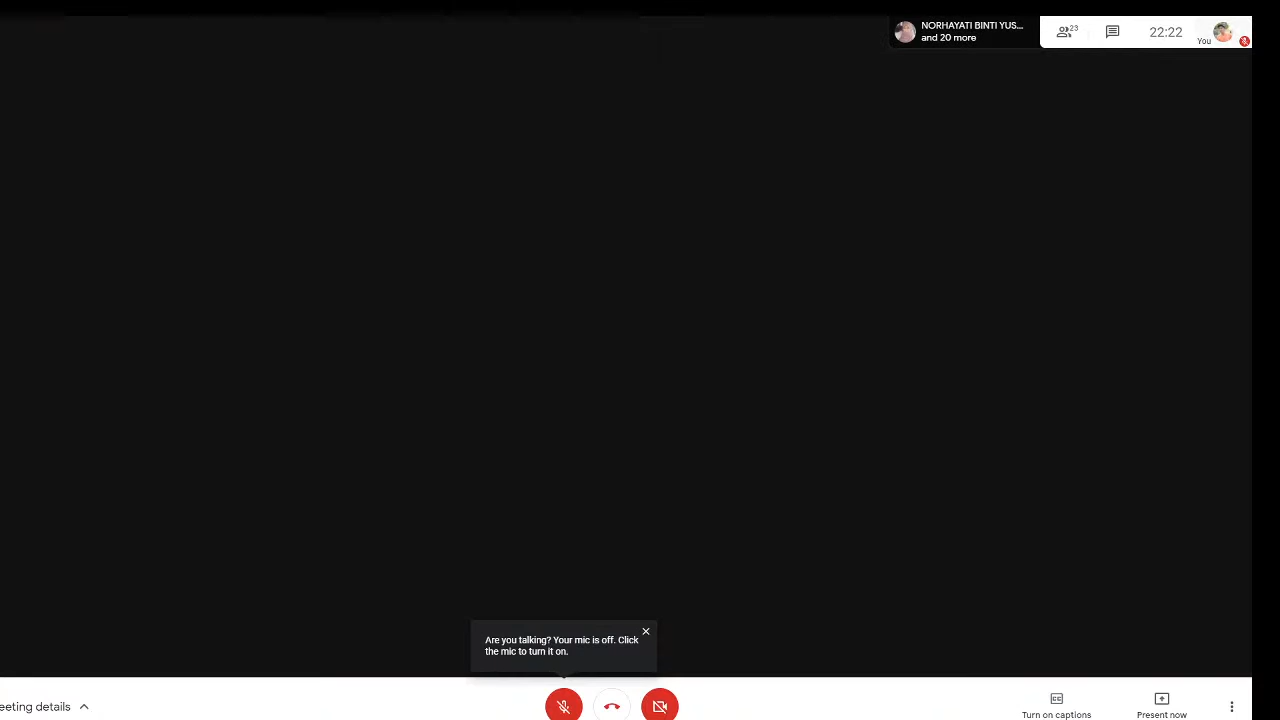 NORHAYATI BINTI YUS...
and 20 more
23
22:22
You
Are you talking? Your mic is off. Click
the mic to turn it on.
eeting details
Turn on captions
Present now